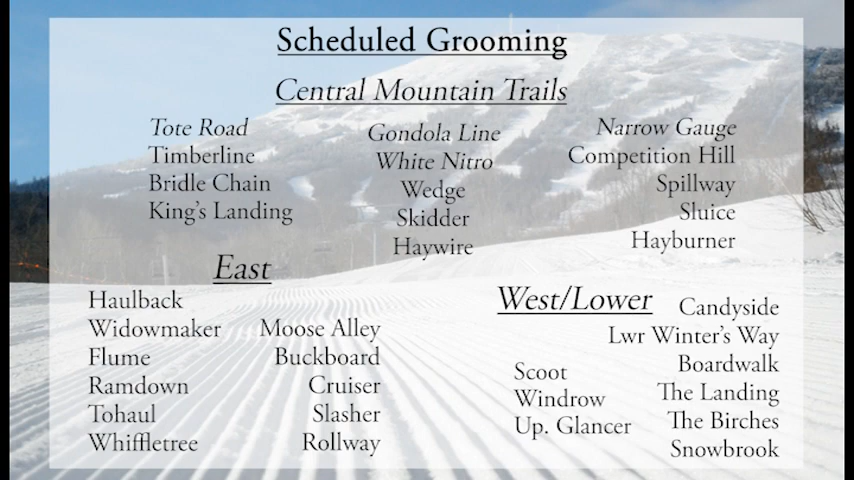 Scheduled Grooming
Central Mountain Trails
Tote Road
Timberline
Bridle Chain
King's Landing
Gondola Line
White Nitro
Wedge
Skidder
Haywire
Narrow Gauge
Competition Hill
Spillway
Sluice
Hayburner
East
Haulback
Widowmaker
Flume
Ramdown
Tohaul
Whiffletree
Moose Alley
Buckboard
Cruiser
Slasher
Rollway
West/Lower
Scoot
Windrow
Up. Glancer
Candyside
Lwr Winter's Way
Boardwalk
The Landing
The Birches
Snowbrook